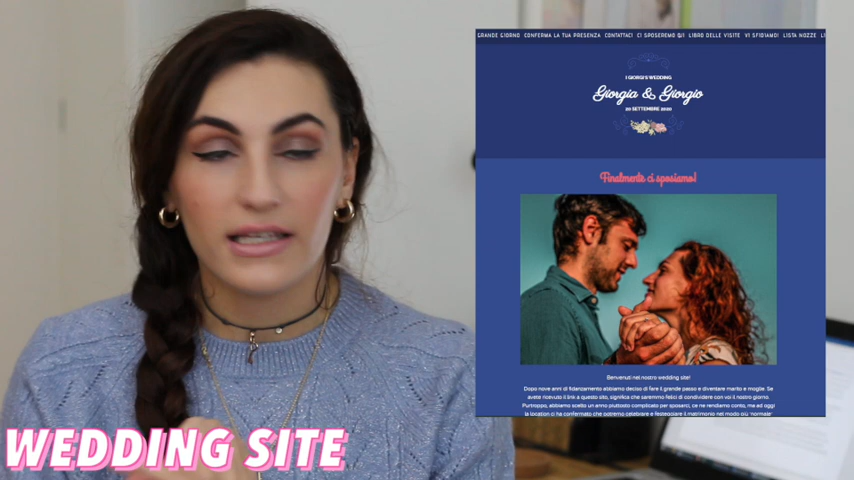 GRANDE GIORNO CONFERMA LA TUA PRESENZA CONTATTACI CI SPOSEREMO QUI LIBRO DELLE VISITE VI SFIDIAMO! LISTA NOZZE LI
I GIORGI'S WEDDING
Giorgia & Giorgio
20 SETTEMBRE 2020
Finalmente ci sposiamo!
Benvenuti nel nostro wedding site!
Dopo nove anni di fidanzamento abbiamo deciso di fare il grande passo e diventare marito e moglie. Se
avete ricevuto il link a questo sito, significa che saremmo felici di condividere con voi il nostro giorno.
Purtroppo, abbiamo scelto un anno piuttosto complicato per sposarci, ce ne rendiamo conto, ma ad oggi
la location ci ha confermato che potremo celebrare e festeggiare il matrimonio nel modo più "normale"
WEDDING SITE